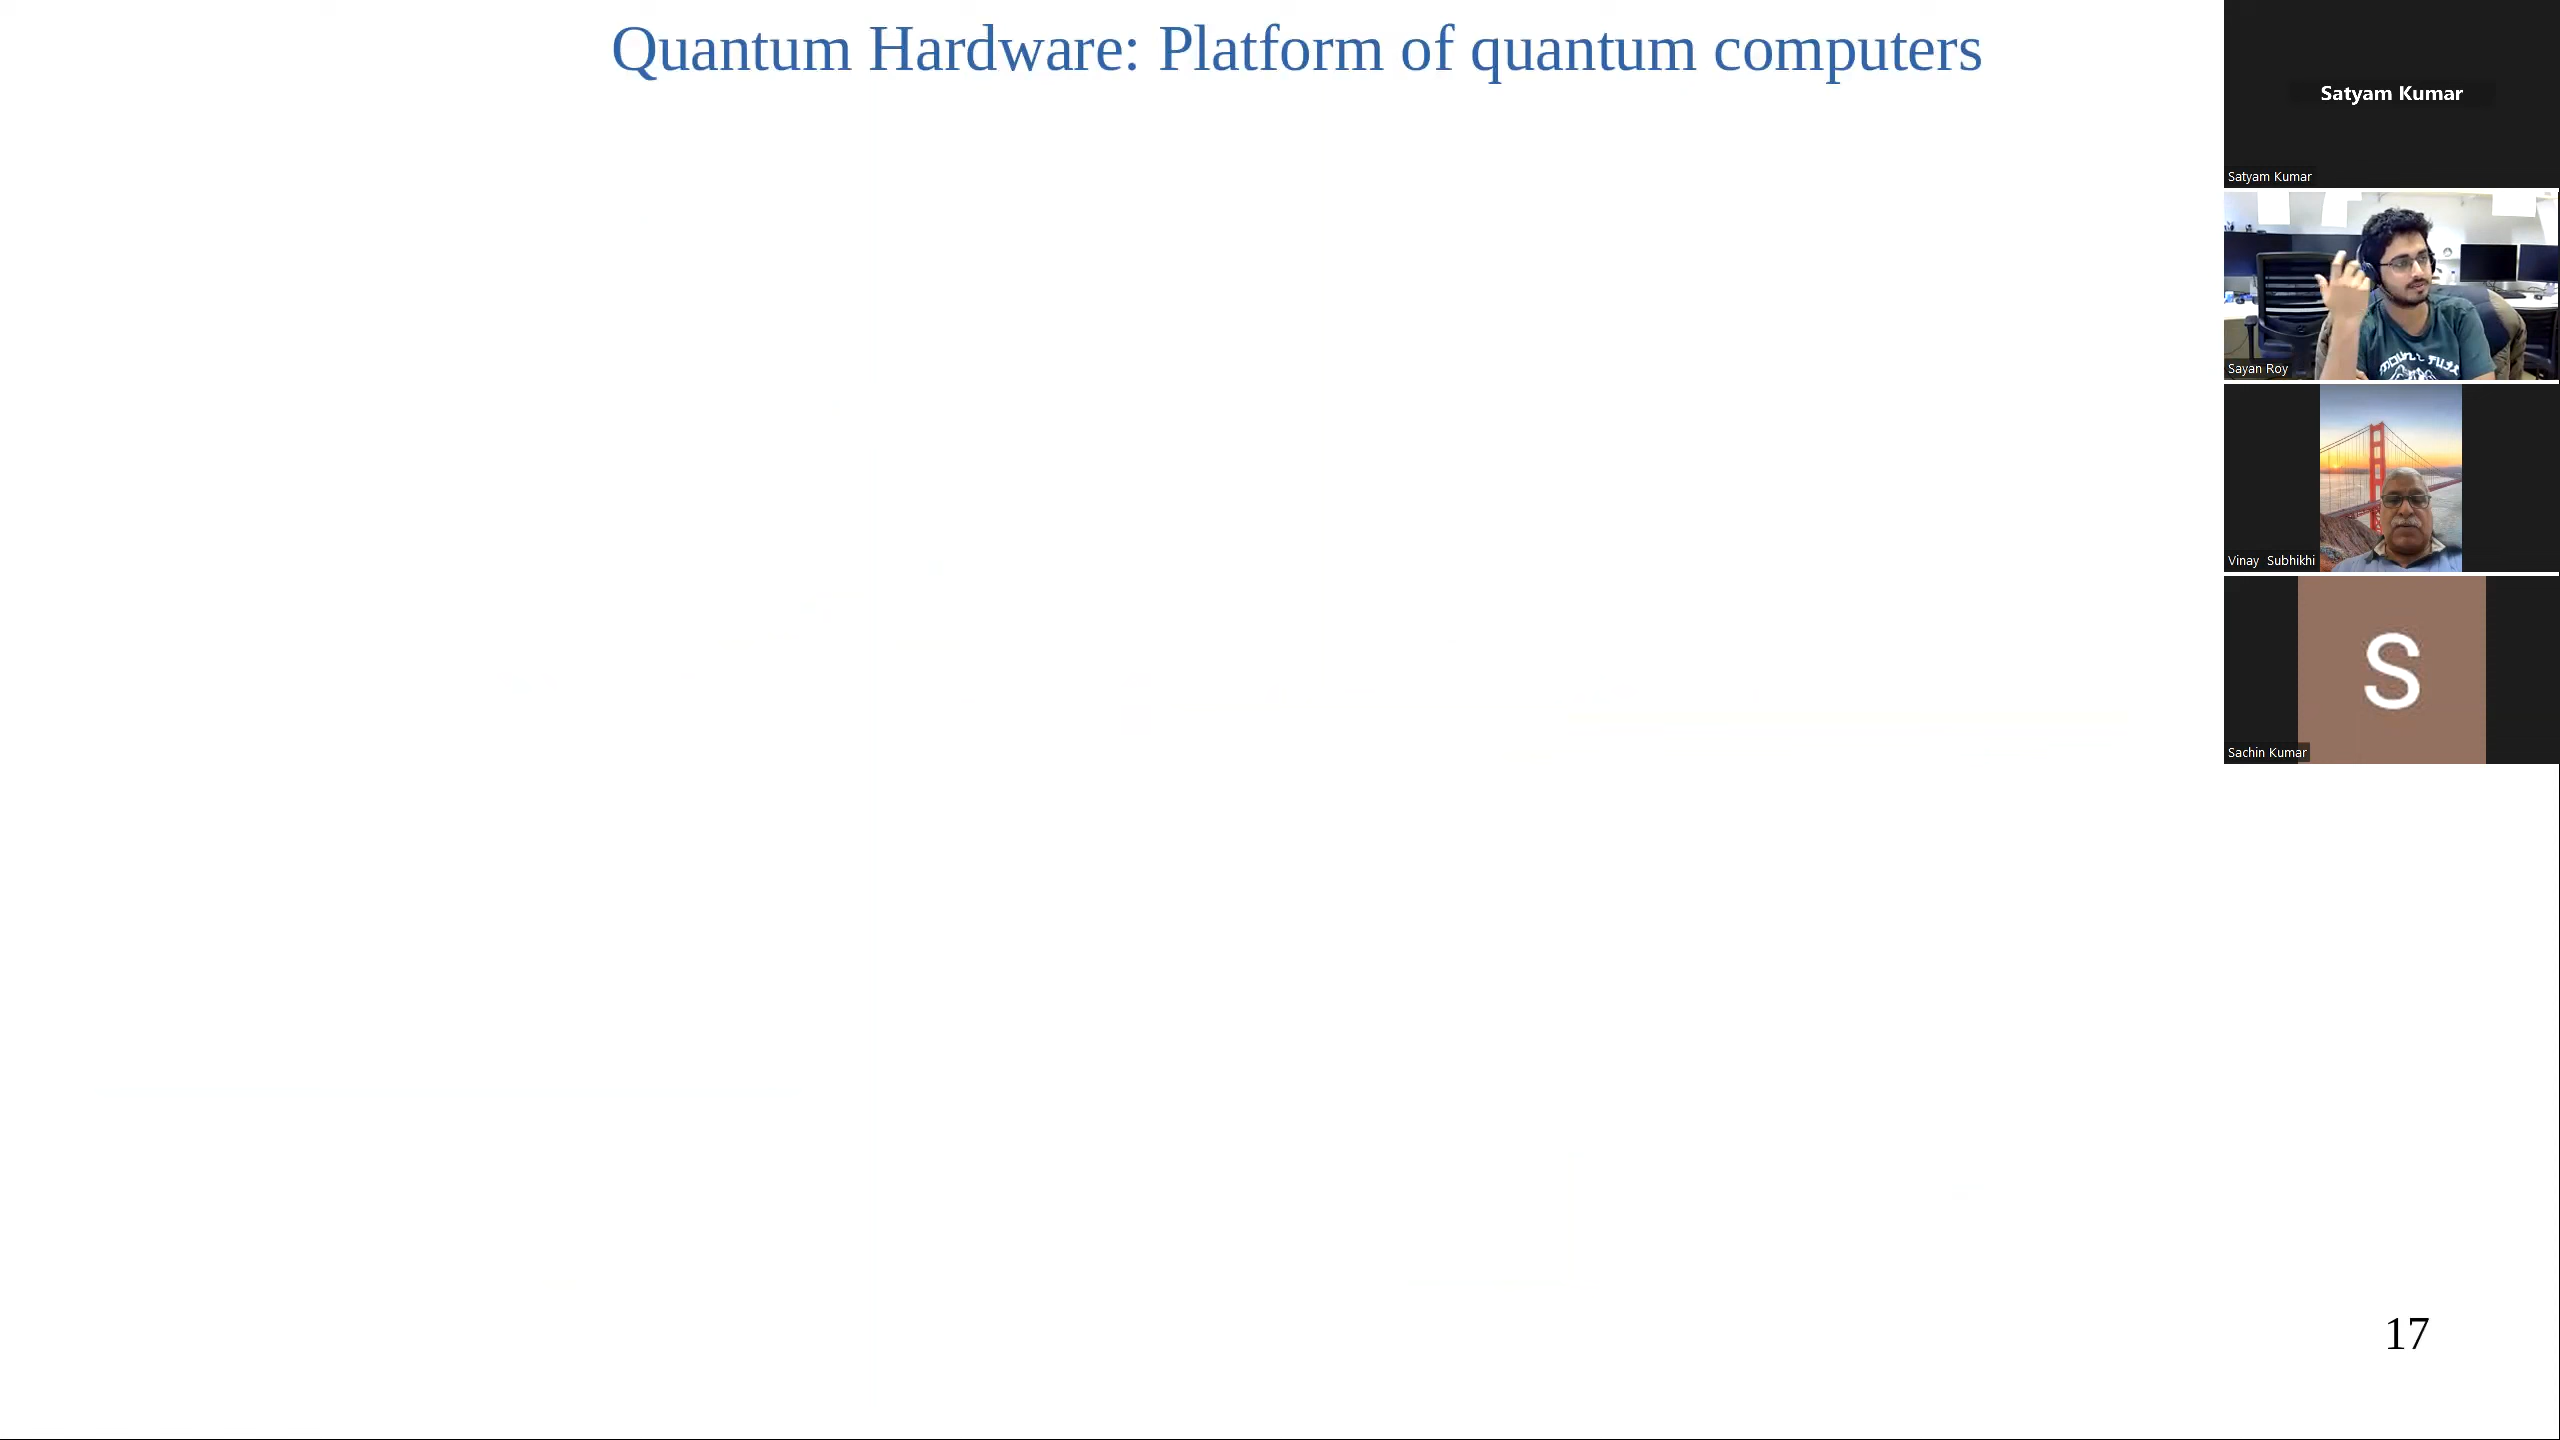 Quantum Hardware: Platform of quantum computers
Satyam Kumar
Satyam Kumar
Sayan Roy
Vinay Subhikhi
S
Sachin Kumar
17